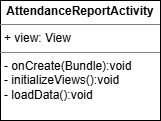 AttendanceReportActivity
+ view: View
- onCreate(Bundle):void
- initializeViews():void
- loadData():void